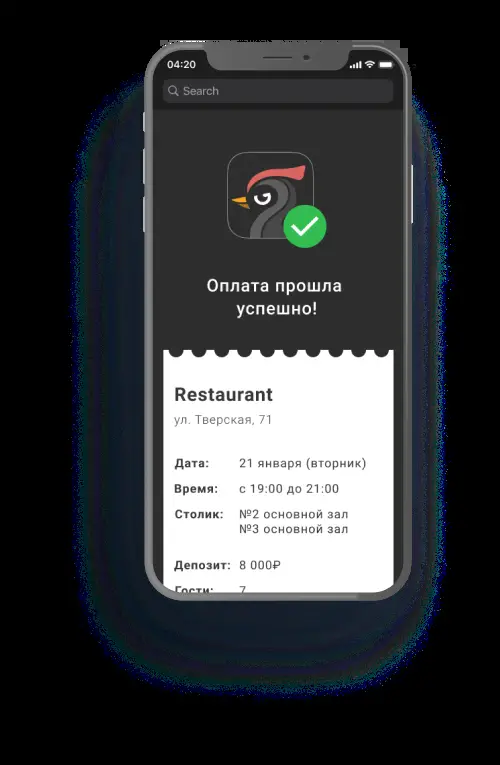 04:20
Search
Оплата прошла
успешно!
Restaurant
ул. Тверская, 71
Дата: 21 января (вторник)
Время: с 19:00 до 21:00
Столик: №2 основной зал
№3 основной зал
Депозит: 8 000₽
Гости: 7